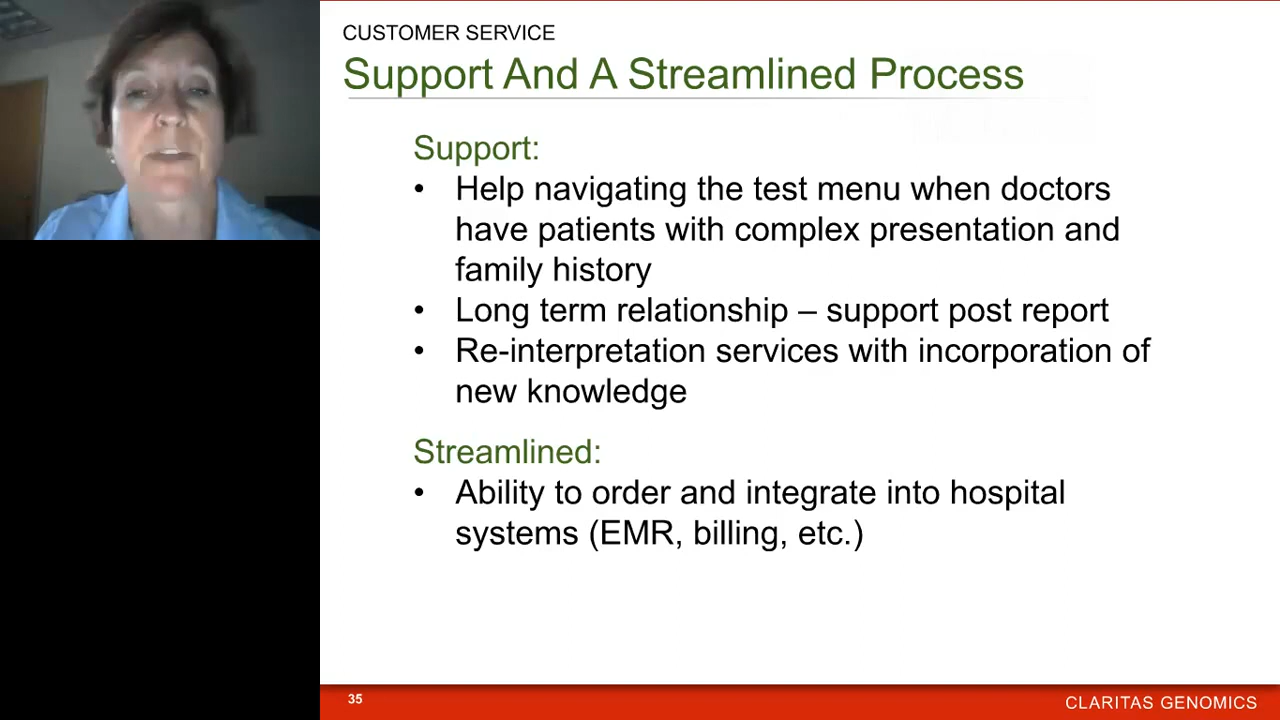 CUSTOMER SERVICE
Support And A Streamlined Process
Support:
• Help navigating the test menu when doctors
have patients with complex presentation and
family history
• Long term relationship – support post report
• Re-interpretation services with incorporation of
new knowledge
Streamlined:
• Ability to order and integrate into hospital
systems (EMR, billing, etc.)
35
CLARITAS GENOMICS